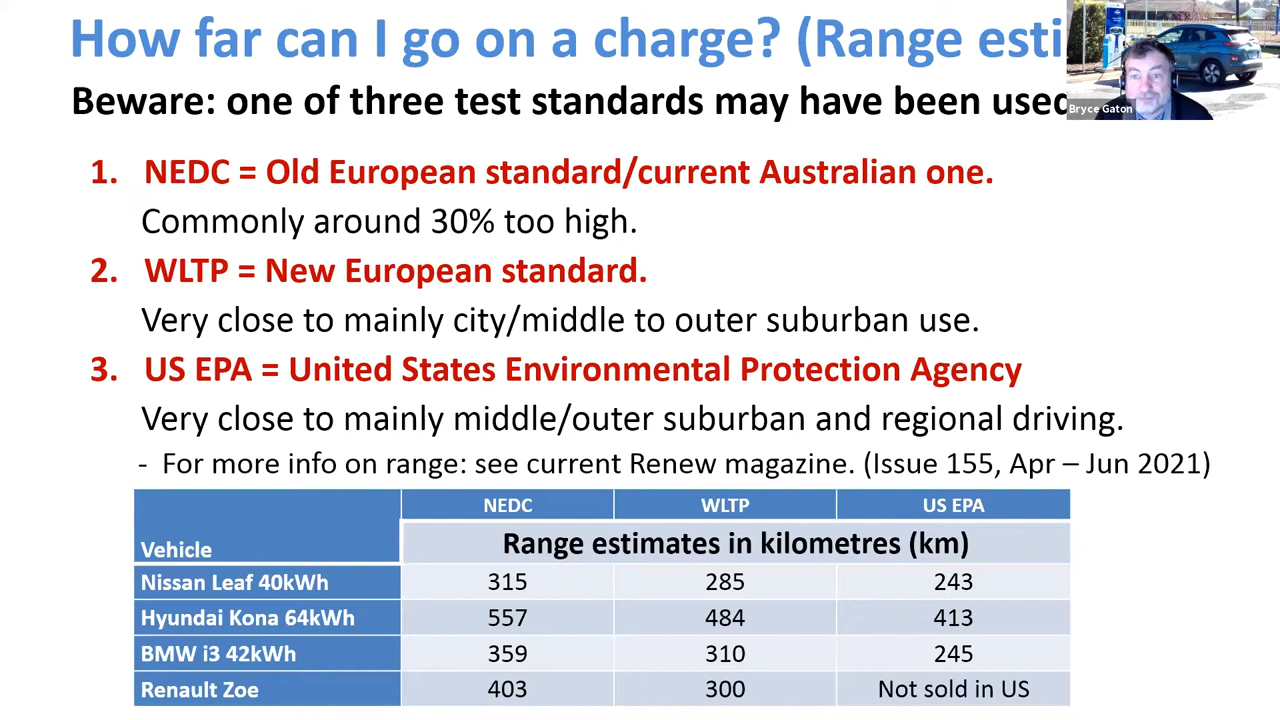 How far can I go on a charge? (Range esti
Beware: one of three test standards may have been used
Bryce Gaton
1. NEDC = Old European standard/current Australian one.
Commonly around 30% too high.
2. WLTP = New European standard.
Very close to mainly city/middle to outer suburban use.
3. US EPA = United States Environmental Protection Agency
Very close to mainly middle/outer suburban and regional driving.
- For more info on range: see current Renew magazine. (Issue 155, Apr – Jun 2021)
NEDC WLTP US EPA
Vehicle Range estimates in kilometres (km)
Nissan Leaf 40kWh 315 285 243
Hyundai Kona 64kWh 557 484 413
BMW i3 42kWh 359 310 245
Renault Zoe 403 300 Not sold in US